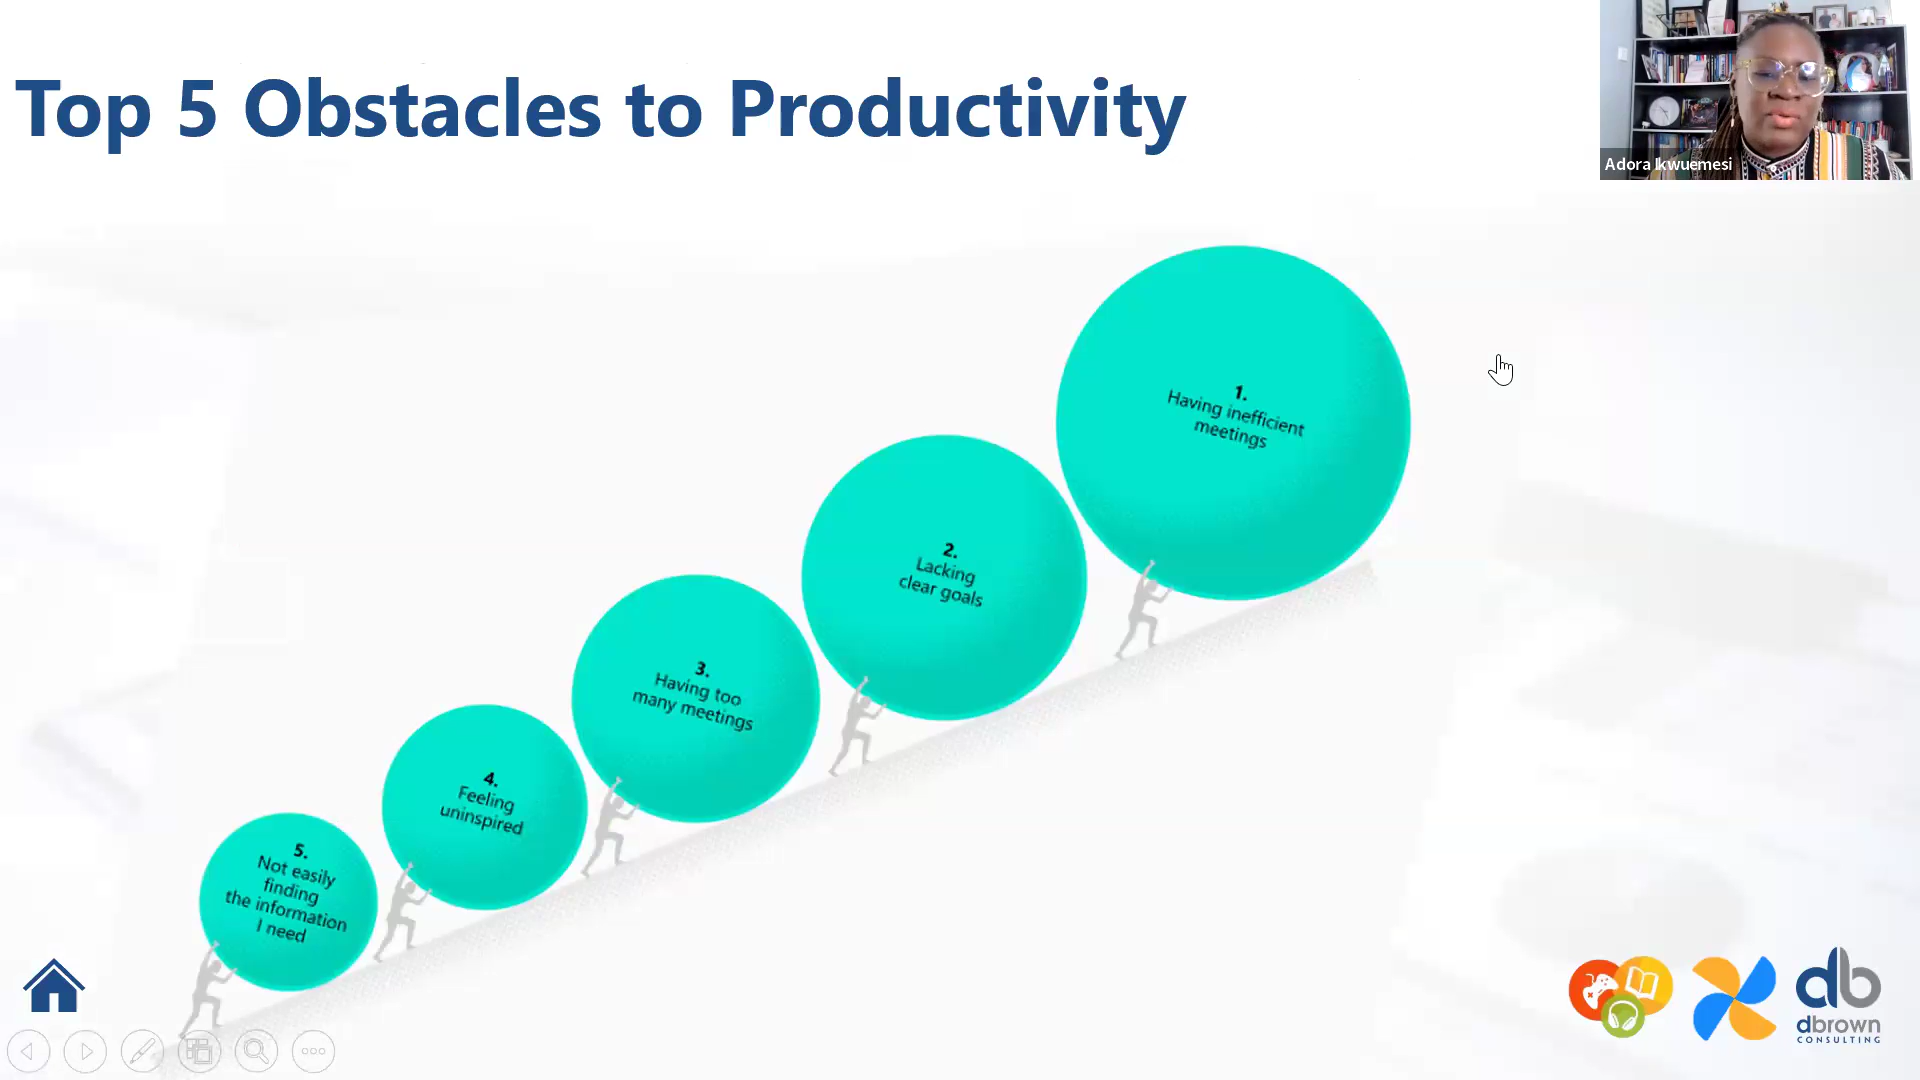 Top 5 Obstacles to Productivity
Adora Ikwuemesi
1.
Having inefficient
meetings
2.
Lacking
clear goals
3.
Having too
many meetings
4.
Feeling
uninspired
5.
Not easily
finding
the information
I need
db
dbrown
CONSULTING